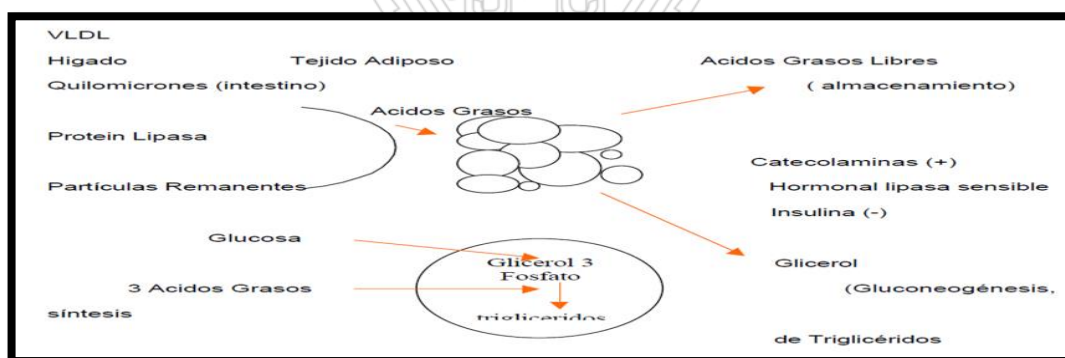 VLDL
Higado Tejido Adiposo Acidos Grasos Libres
Quilomicrones (intestino) ( almacenamiento)
Acidos Grasos
Protein Lipasa
Catecolaminas (+)
Partículas Remanentes Hormonal lipasa sensible
Insulina (-)
Glucosa
Glicerol 3
Fosfato
Glicerol
3 Acidos Grasos (Gluconeogénesis,
síntesis trigliceridos
de Triglicéridos